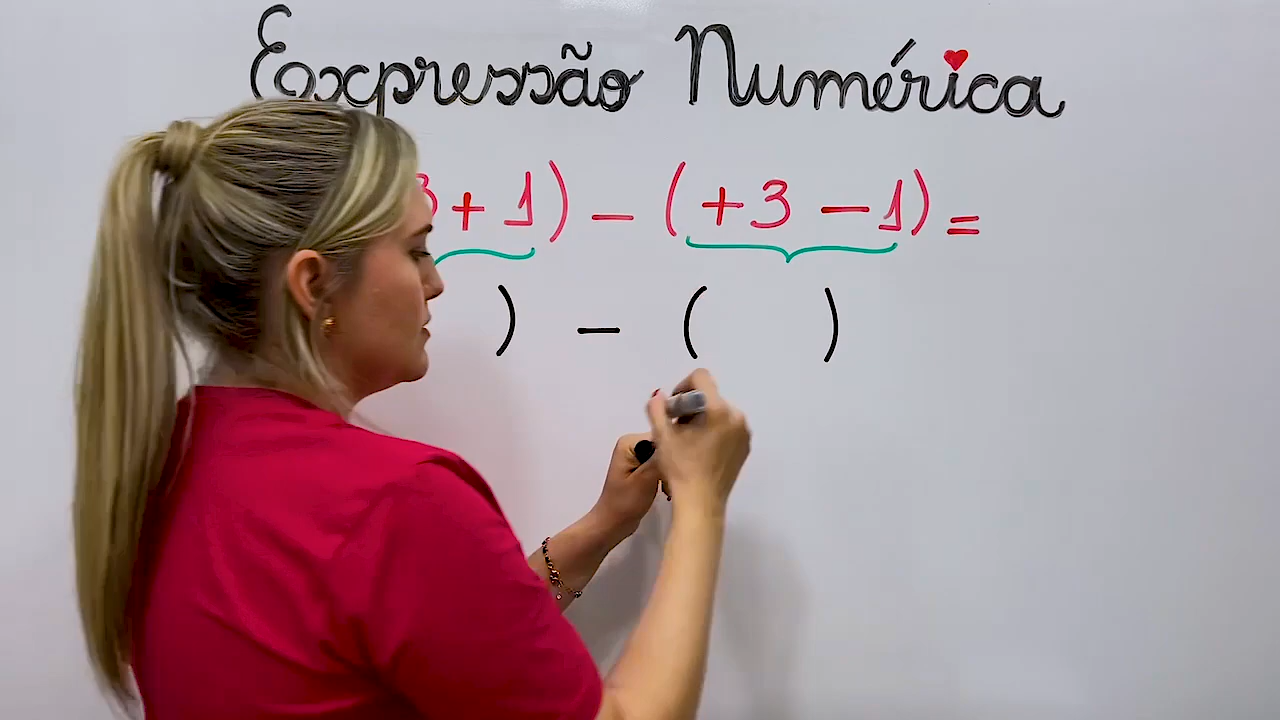 Expressão Numérica
3 + 1) - (+3 - 1) =
) - ( )